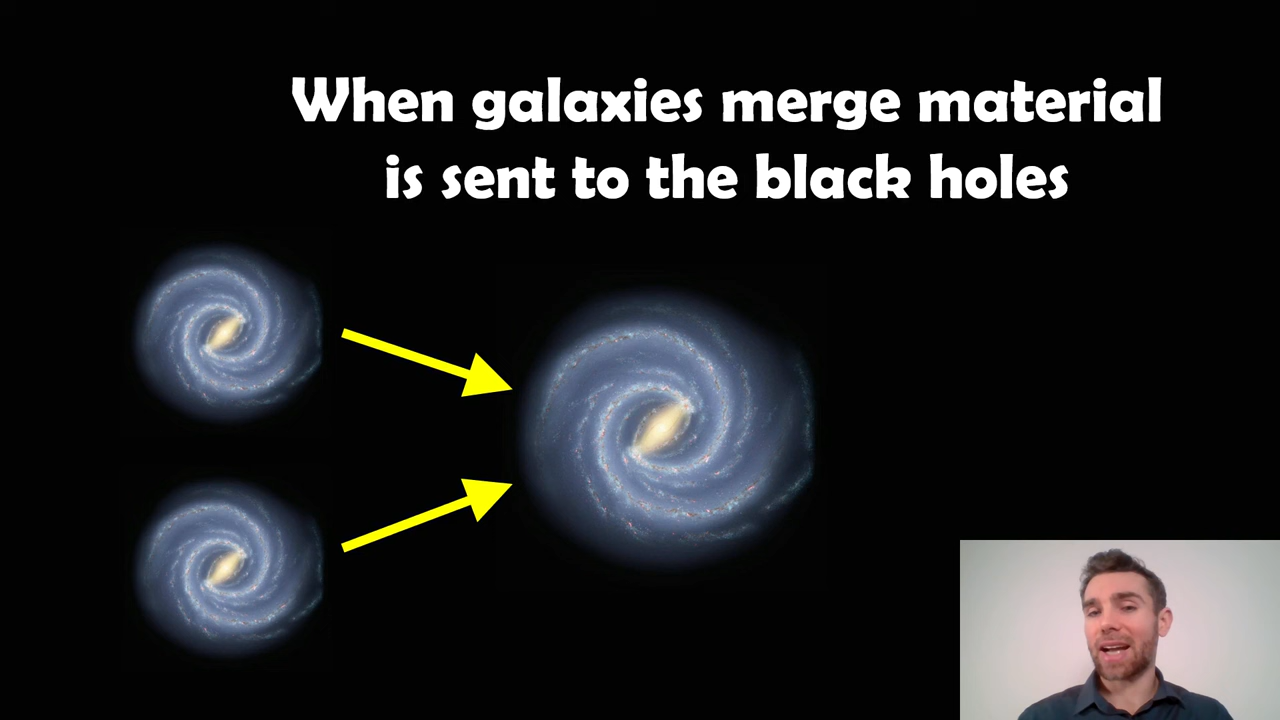 When galaxies merge material
is sent to the black holes